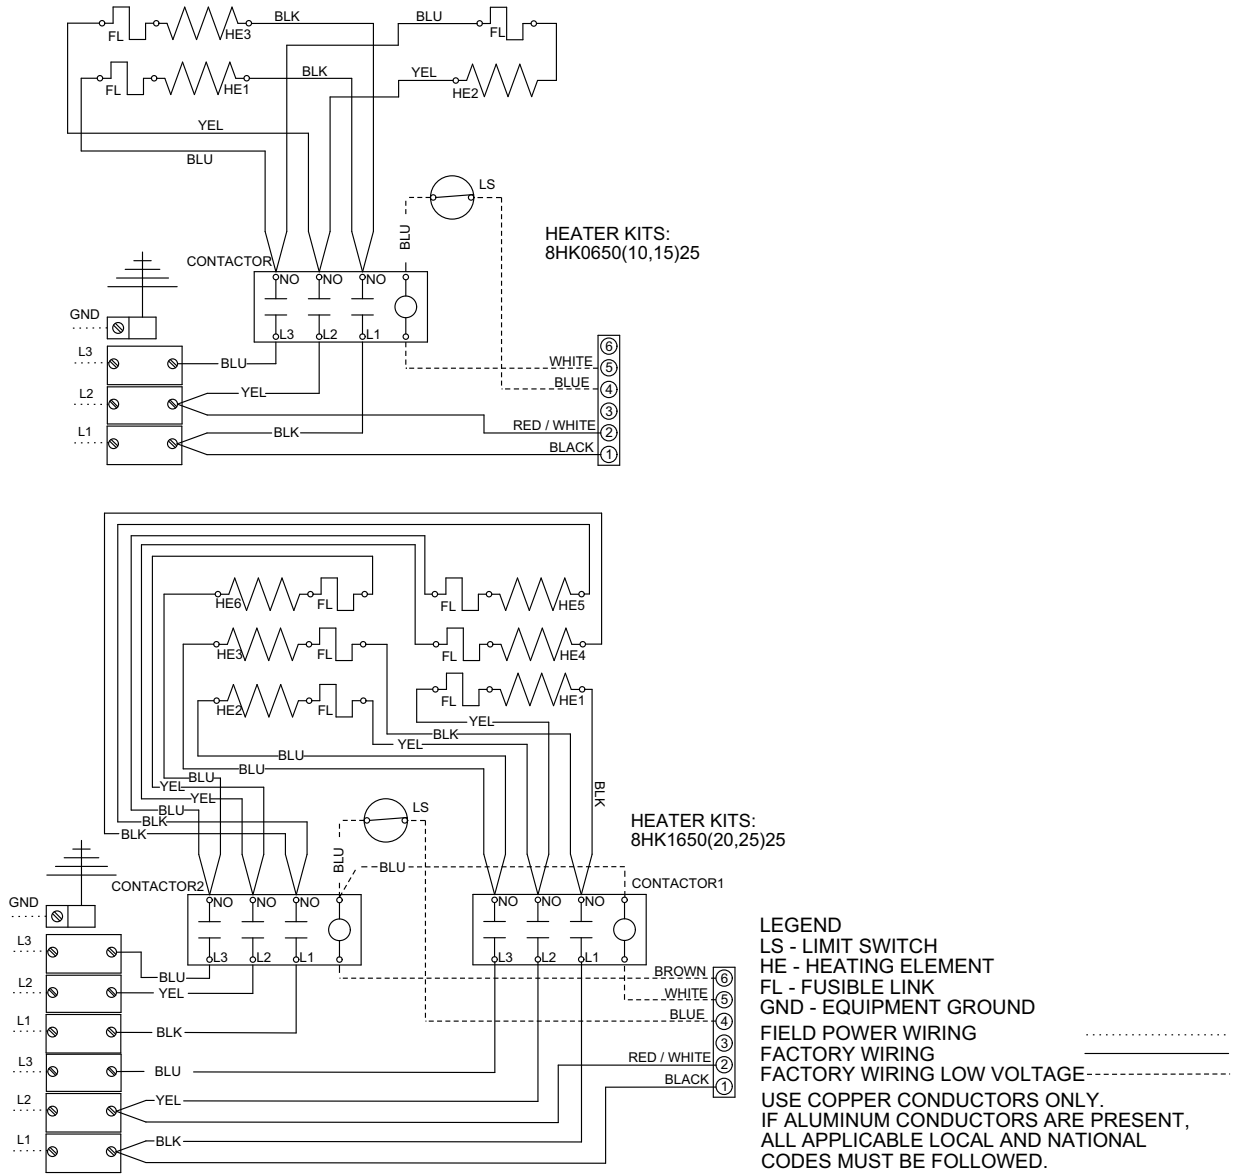 BLK
BLU
FL
HE3
FL
BLK
YEL
FL
HE1
HE2
YEL
BLU
LS
BLU
HEATER KITS:
8HK0650(10,15)25
CONTACTOR
NO NO NO
GND
L3 L2 L1
L3
BLU
L2
YEL
L1
BLK
6
WHITE 5
BLUE 4
3
RED / WHITE 2
BLACK 1
HE6 FL
FL HE5
HE3 FL
FL HE4
HE2 FL
FL HE1
YEL
BLK
YEL
BLU
BLU
BLU
YEL
YEL
BLU
BLK
BLK
BLK
LS
BLU
BLU
HEATER KITS:
8HK1650(20,25)25
CONTACTOR2
CONTACTOR1
NO NO NO
NO NO NO
GND
L3 L2 L1
L3 L2 L1
L3
BLU
L2
YEL
L1
BLK
L3
BLU
L2
YEL
L1
BLK
BROWN 6
WHITE 5
BLUE 4
3
RED / WHITE 2
BLACK 1
LEGEND
LS - LIMIT SWITCH
HE - HEATING ELEMENT
FL - FUSIBLE LINK
GND - EQUIPMENT GROUND
FIELD POWER WIRING
FACTORY WIRING
FACTORY WIRING LOW VOLTAGE
USE COPPER CONDUCTORS ONLY.
IF ALUMINUM CONDUCTORS ARE PRESENT,
ALL APPLICABLE LOCAL AND NATIONAL
CODES MUST BE FOLLOWED.